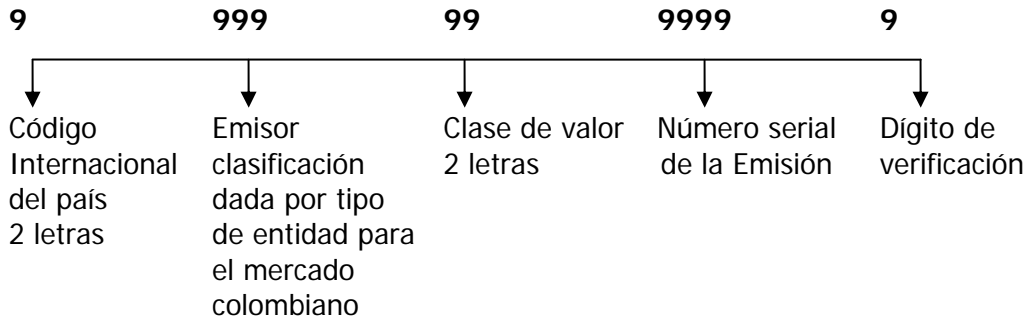 9 999 99 9999 9
Código Internacional del país 2 letras
Emisor clasificación dada por tipo de entidad para el mercado colombiano
Clase de valor 2 letras
Número serial de la Emisión
Dígito de verificación